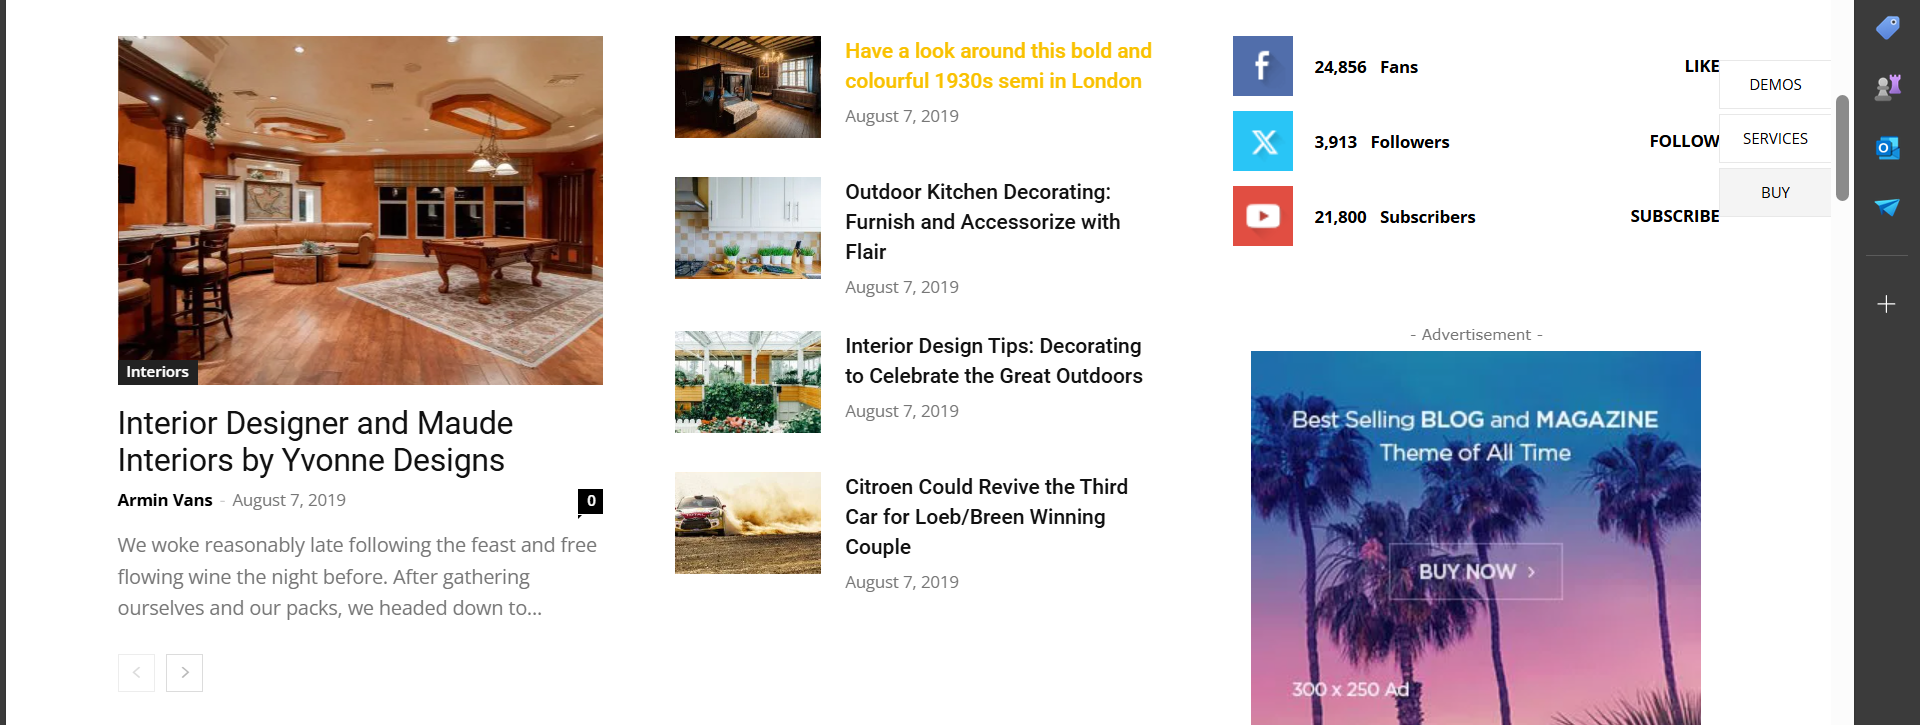 Interiors
Interior Designer and Maude
Interiors by Yvonne Designs
Armin Vans - August 7, 2019
0
We woke reasonably late following the feast and free
flowing wine the night before. After gathering
ourselves and our packs, we headed down to...
Have a look around this bold and
colourful 1930s semi in London
August 7, 2019
Outdoor Kitchen Decorating:
Furnish and Accessorize with
Flair
August 7, 2019
Interior Design Tips: Decorating
to Celebrate the Great Outdoors
August 7, 2019
Citroen Could Revive the Third
Car for Loeb/Breen Winning
Couple
August 7, 2019
24,856 Fans LIKE
3,913 Followers FOLLOW
21,800 Subscribers SUBSCRIBE
DEMOS
SERVICES
BUY
- Advertisement -
Best Selling BLOG and MAGAZINE
Theme of All Time
BUY NOW
300 x 250 Ad